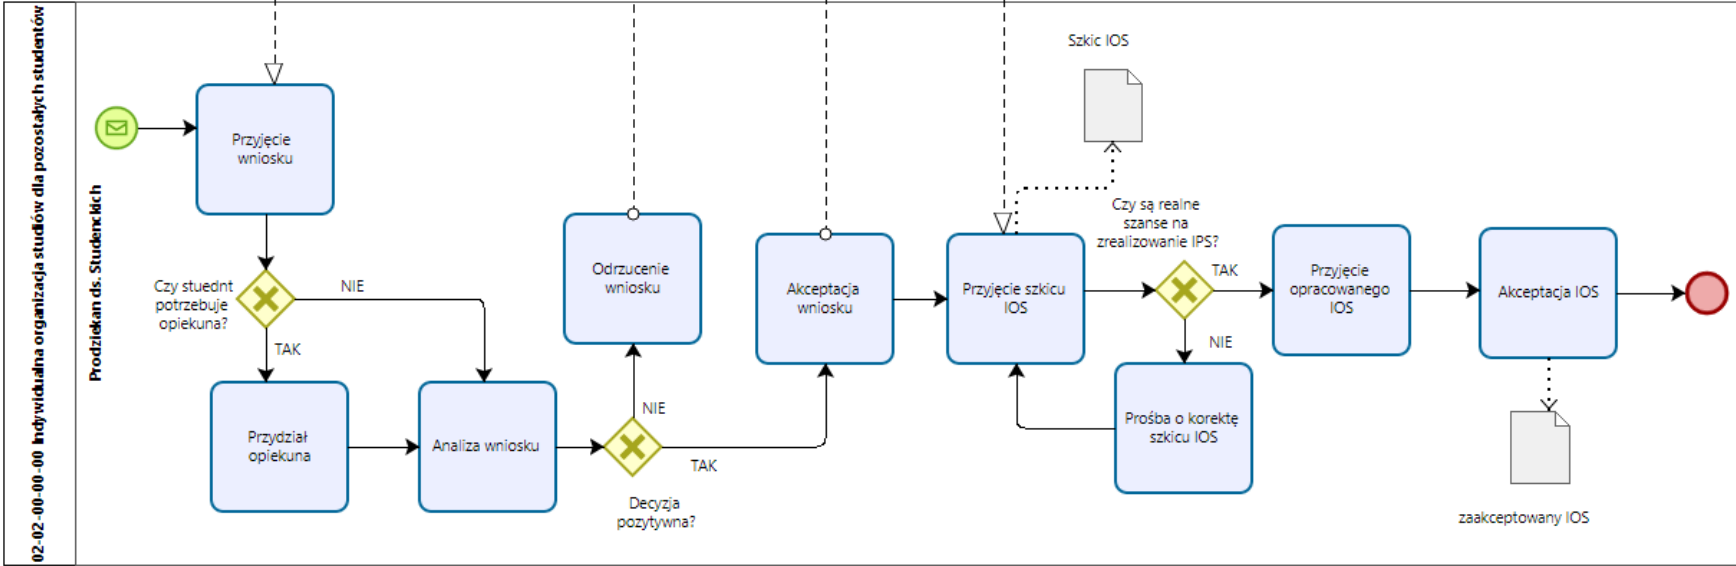 02-02-00-00-00 Indywidualna organizacja studiów dla pozostałych studentów
Prodziekan ds. Studenckich
Przyjęcie
wniosku
Czy stuednt
potrzebuje
opiekuna?
NIE
TAK
Przydział
opiekuna
Analiza wniosku
Odrzucenie
wniosku
NIE
TAK
Decyzja
pozytywna?
Akceptacja
wniosku
Przyjęcie szkicu
IOS
Szkic IOS
Czy są realne
szanse na
zrealizowanie IPS?
TAK
NIE
Prośba o korektę
szkicu IOS
Przyjęcie
opracowanego
IOS
Akceptacja IOS
zaakceptowany IOS